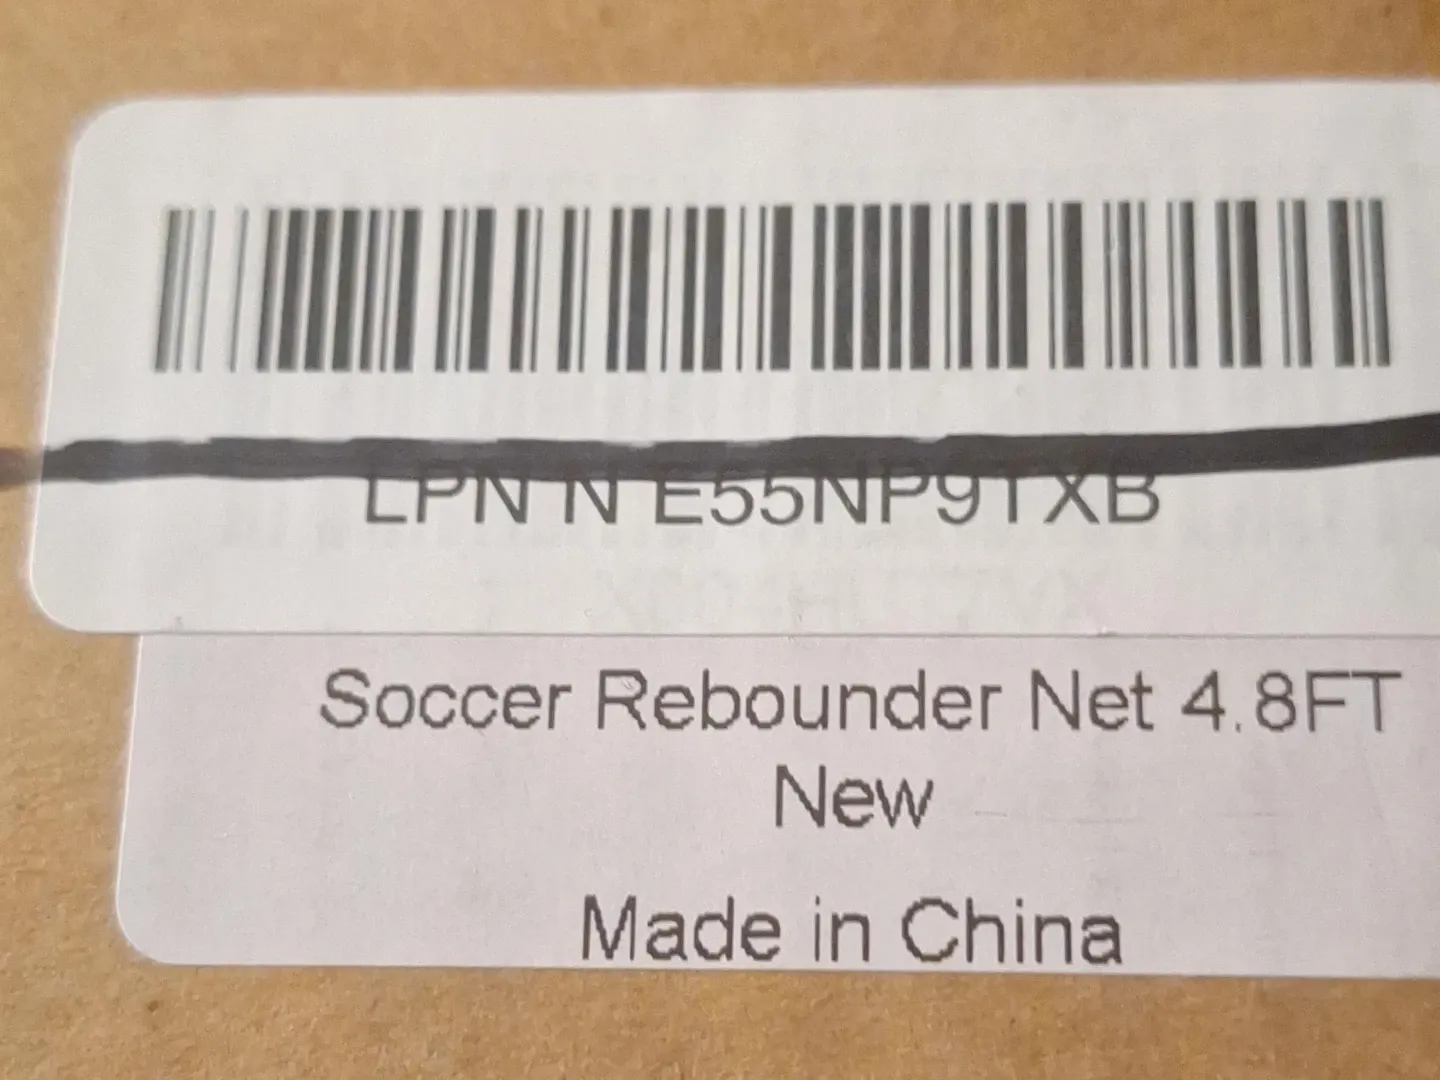 LPN N E55NP9TXB
Soccer Rebounder Net 4.8FT
New
Made in China